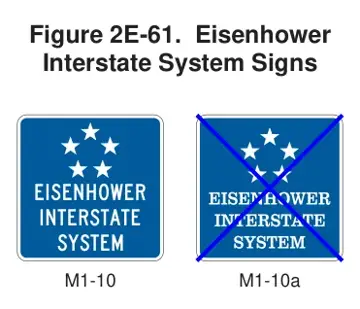 Figure 2E-61.  Eisenhower
Interstate System Signs
EISENHOWER
INTERSTATE
SYSTEM
M1-10
EISENHOWER
INTERSTATE
SYSTEM
M1-10a